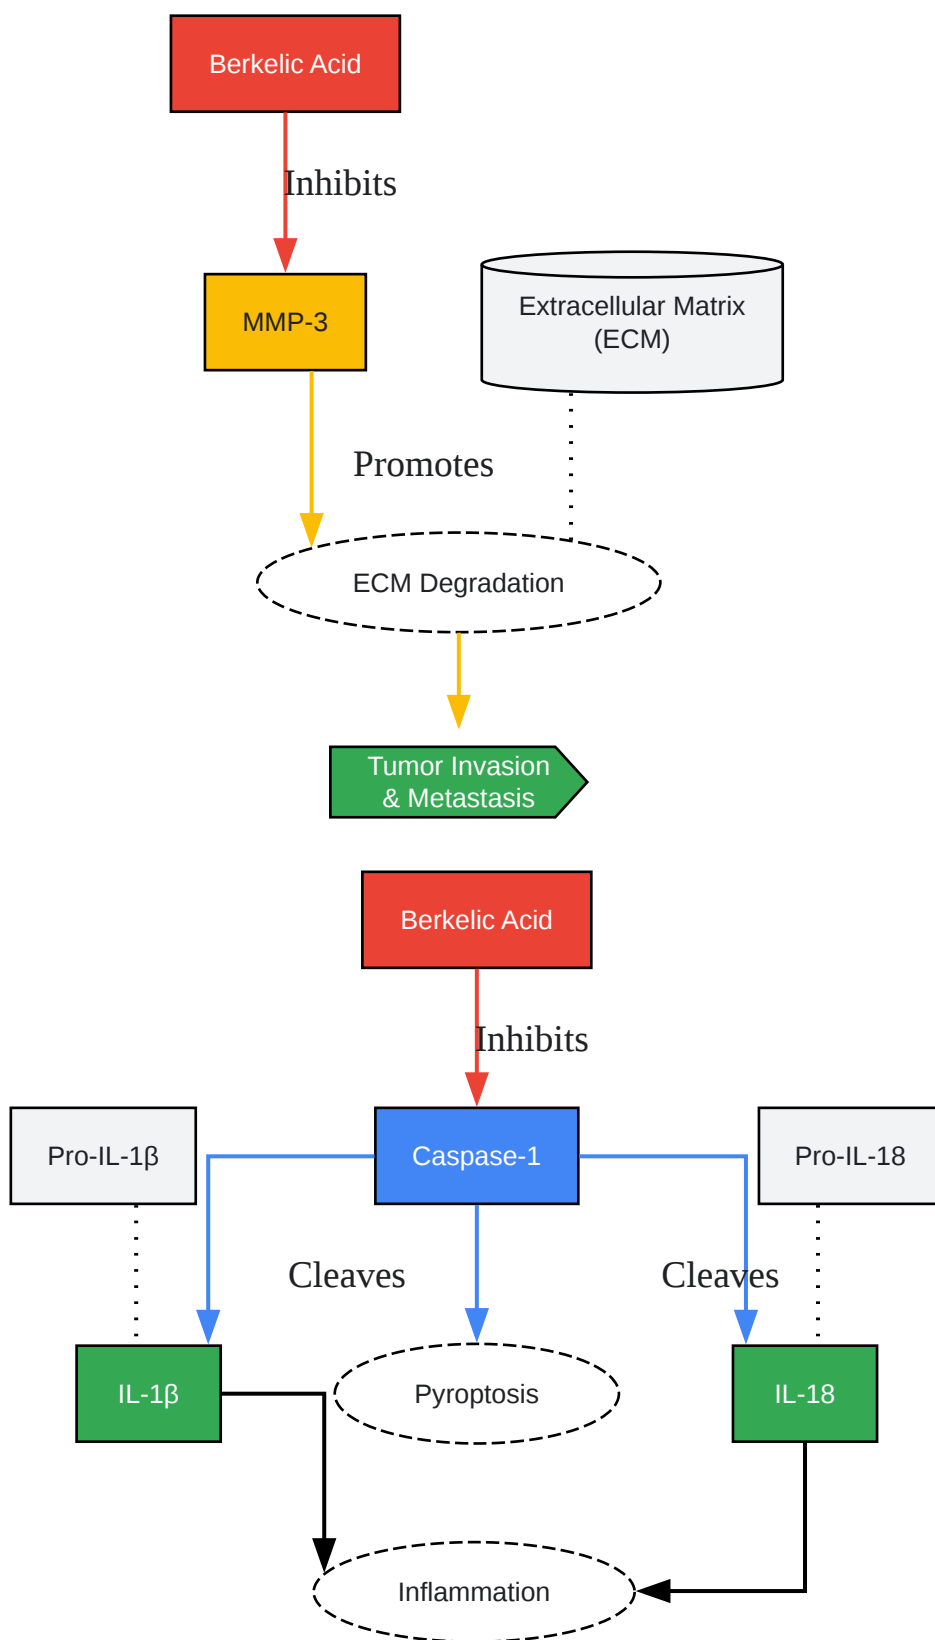 Berkelic Acid
Inhibits
MMP-3
Extracellular Matrix
(ECM)
Promotes
ECM Degradation
Tumor Invasion
& Metastasis
Berkelic Acid
Inhibits
Pro-IL-1β
Caspase-1
Pro-IL-18
Cleaves
Cleaves
IL-1β
Pyroptosis
IL-18
Inflammation